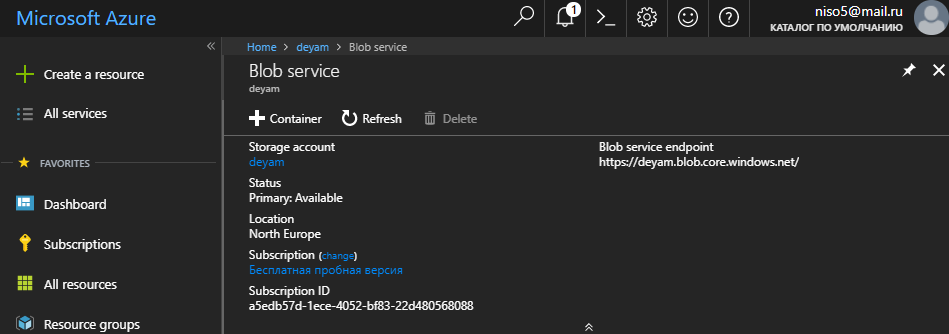 Microsoft Azure
1
niso5@mail.ru
КАТАЛОГ ПО УМОЛЧАНИЮ
Create a resource
All services
FAVORITES
Dashboard
Subscriptions
All resources
Resource groups
Home > deyam > Blob service
Blob service
deyam
Container
Refresh
Delete
Storage account
deyam
Status
Primary: Available
Location
North Europe
Subscription (change)
Бесплатная пробная версия
Subscription ID
a5edb57d-1ece-4052-bf83-22d480568088
Blob service endpoint
https://deyam.blob.core.windows.net/